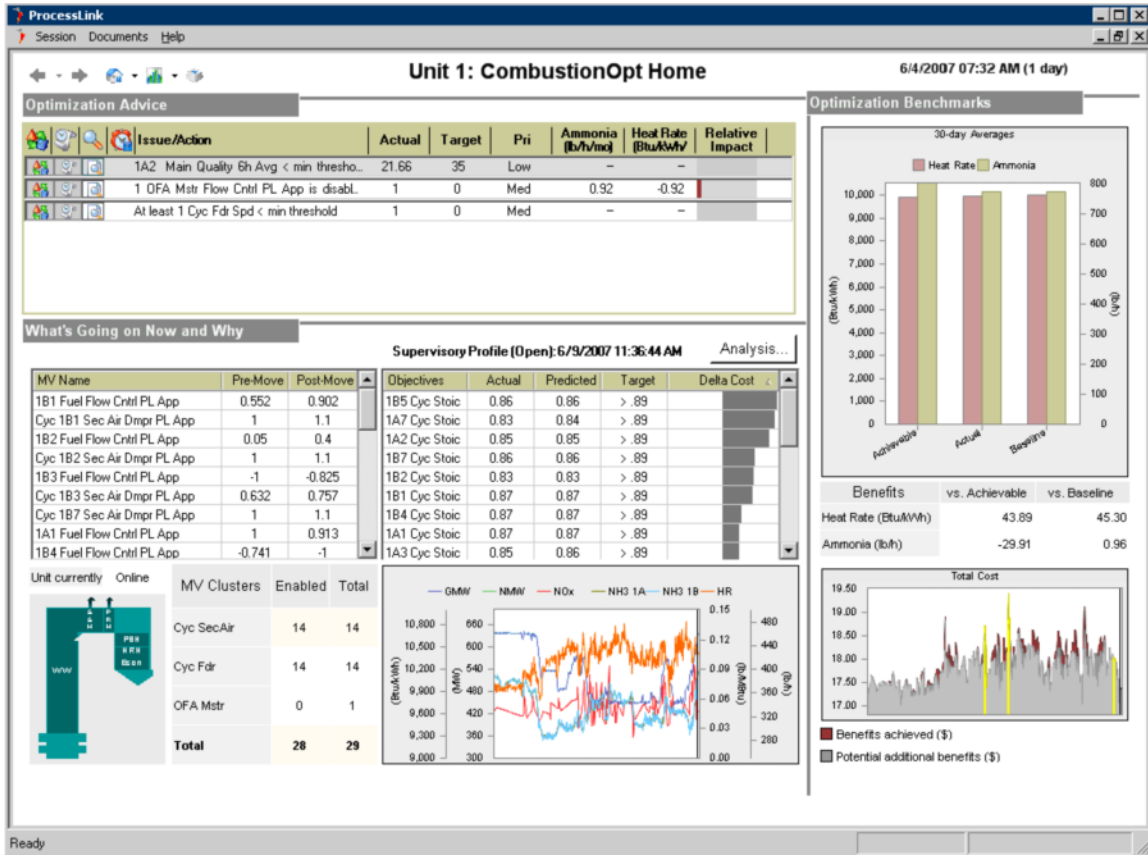 ProcessLink
Session Documents Help
Unit 1: CombustionOpt Home
6/4/2007 07:32 AM (1 day)
Optimization Advice
Issue/Action Actual Target Pri Ammonia (lb/h/mo) Heat Rate (Btu/kWh/ Relative Impact
1A2 Main Quality 6h Avg < min thresho... 21.66 35 Low – –
1 OFA Mstr Flow Cntl PL App is disabl.. 1 0 Med 0.92 -0.92
At least 1 Cyc Fdr Spd < min threshold 1 0 Med – –
What's Going on Now and Why
Supervisory Profile (Open): 6/9/2007 11:36:44 AM
Analysis...
MV Name Pre-Move Post-Move
1B1 Fuel Flow Cntrl PL App 0.552 0.902
Cyc 1B1 Sec Air Dmpr PL App 1 1.1
1B2 Fuel Flow Cntrl PL App 0.05 0.4
Cyc 1B2 Sec Air Dmpr PL App 1 1.1
1B3 Fuel Flow Cntrl PL App -1 -0.825
Cyc 1B3 Sec Air Dmpr PL App 0.632 0.757
Cyc 1B7 Sec Air Dmpr PL App 1 1.1
1A1 Fuel Flow Cntrl PL App 1 0.913
1B4 Fuel Flow Cntrl PL App -0.741 -1
Objectives Actual Predicted Target Delta Cost
1B5 Cyc Stoic 0.86 0.86 > .89
1A7 Cyc Stoic 0.83 0.84 > .89
1A2 Cyc Stoic 0.85 0.85 > .89
1B7 Cyc Stoic 0.86 0.86 > .89
1B2 Cyc Stoic 0.83 0.83 > .89
1B1 Cyc Stoic 0.87 0.87 > .89
1B4 Cyc Stoic 0.87 0.87 > .89
1A1 Cyc Stoic 0.87 0.87 > .89
1A3 Cyc Stoic 0.85 0.86 > .89
Unit currently Online
WW
PSH
HRH
Econ
MV Clusters Enabled Total
Cyc SecAir 14 14
Cyc Fdr 14 14
OFA Mstr 0 1
Total 28 29
GMW NMW NOx NH3 1A NH3 1B HR
10,800
10,500
10,200
9,900
9,600
9,300
9,000
(Btu/kWh)
660
600
540
480
420
360
300
(MW)
0.15
0.12
0.09
0.06
0.03
0.00
(lb/MBtu)
480
440
400
360
320
280
(lb/h)
Optimization Benchmarks
30-day Averages
Heat Rate Ammonia
10,000
9,000
8,000
7,000
6,000
5,000
4,000
3,000
2,000
1,000
0
(Btu/kWh)
800
700
600
500
400
300
200
100
0
(lb/h)
Achievable Actual Baseline
Benefits vs. Achievable vs. Baseline
Heat Rate (Btu/kWh) 43.89 45.30
Ammonia (lb/h) -29.91 0.96
Total Cost
19.50
19.00
18.50
18.00
17.50
17.00
Benefits achieved ($)
Potential additional benefits ($)
Ready